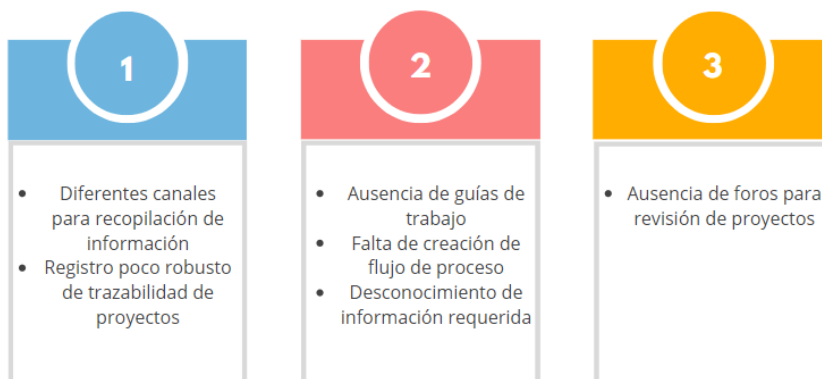 1
• Diferentes canales
para recopilación de
información
• Registro poco robusto
de trazabilidad de
proyectos
2
• Ausencia de guías de
trabajo
• Falta de creación de
flujo de proceso
• Desconocimiento de
información requerida
3
• Ausencia de foros para
revisión de proyectos